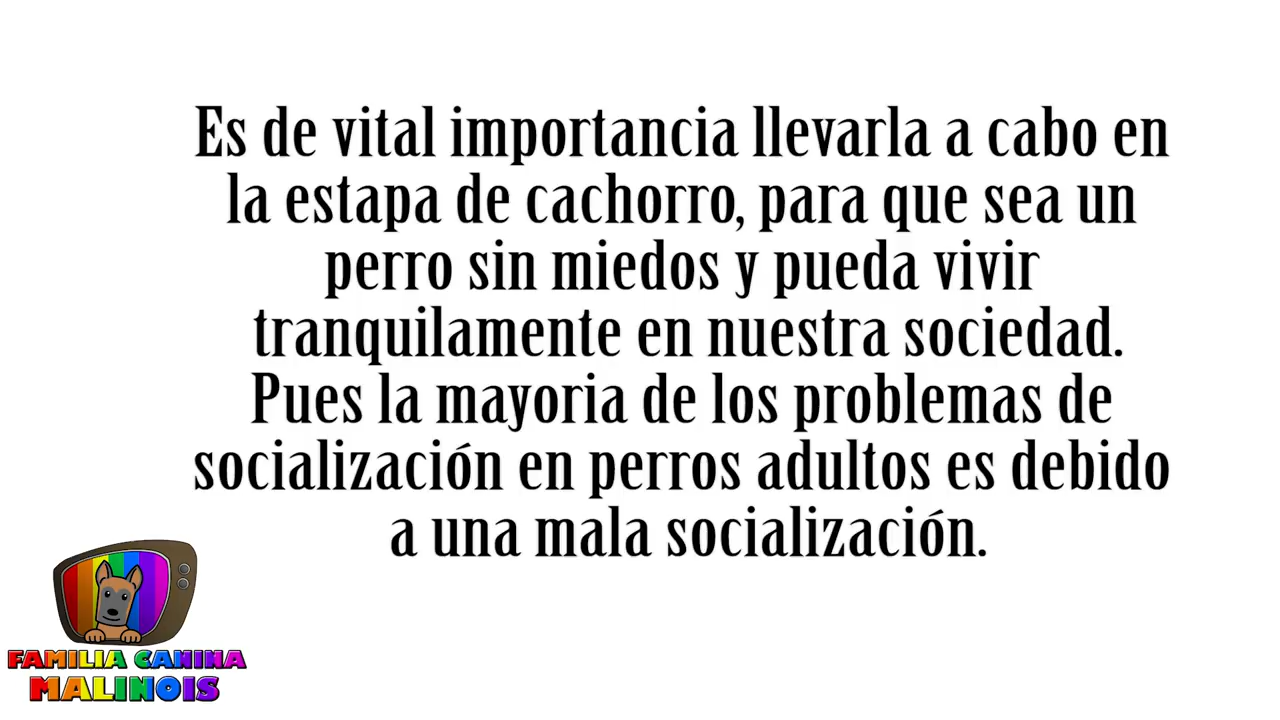 Es de vital importancia llevarla a cabo en
la estapa de cachorro, para que sea un
perro sin miedos y pueda vivir
tranquilamente en nuestra sociedad.
Pues la mayoria de los problemas de
socialización en perros adultos es debido
a una mala socialización.
FAMILIA CANINA
MALINOIS